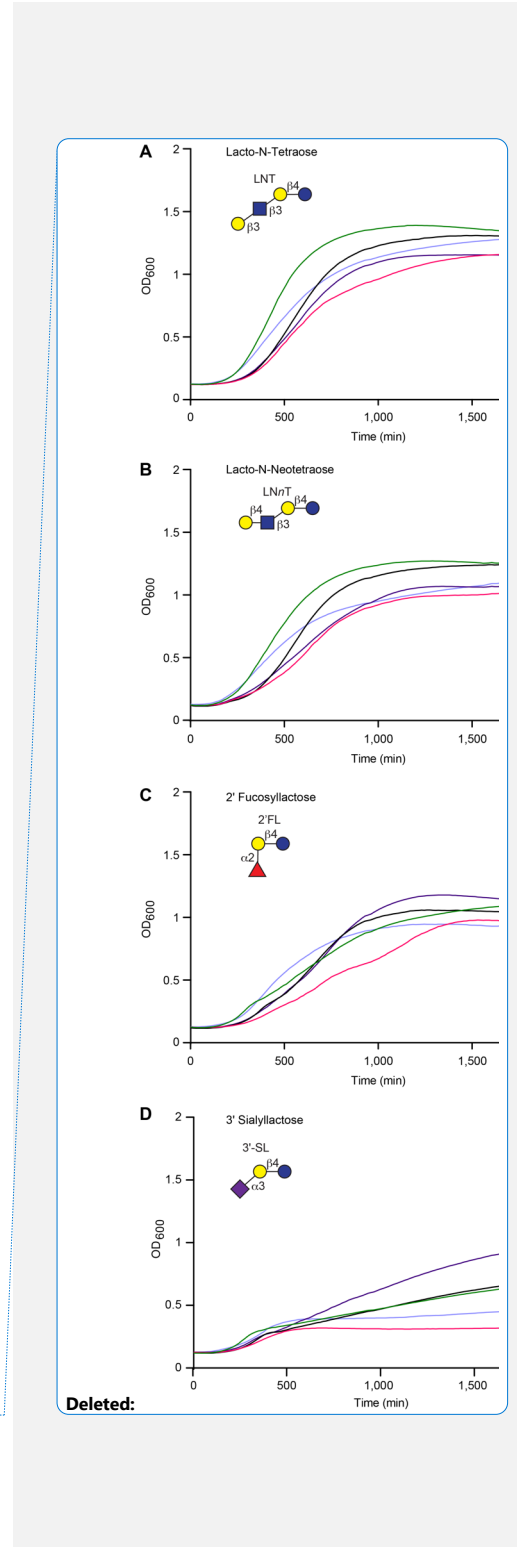 A
Lacto-N-Tetraose
LNT
β4
β3
β3
2
1.5
1
0.5
0
OD600
0 500 1,000 1,500
Time (min)
B
Lacto-N-Neotetraose
LNnT
β4
β4
β3
2
1.5
1
0.5
0
OD600
0 500 1,000 1,500
Time (min)
C
2' Fucosyllactose
2'FL
β4
α2
2
1.5
1
0.5
0
OD600
0 500 1,000 1,500
Time (min)
D
3' Sialyllactose
3'-SL
β4
α3
2
1.5
1
0.5
0
OD600
0 500 1,000 1,500
Time (min)
Deleted: